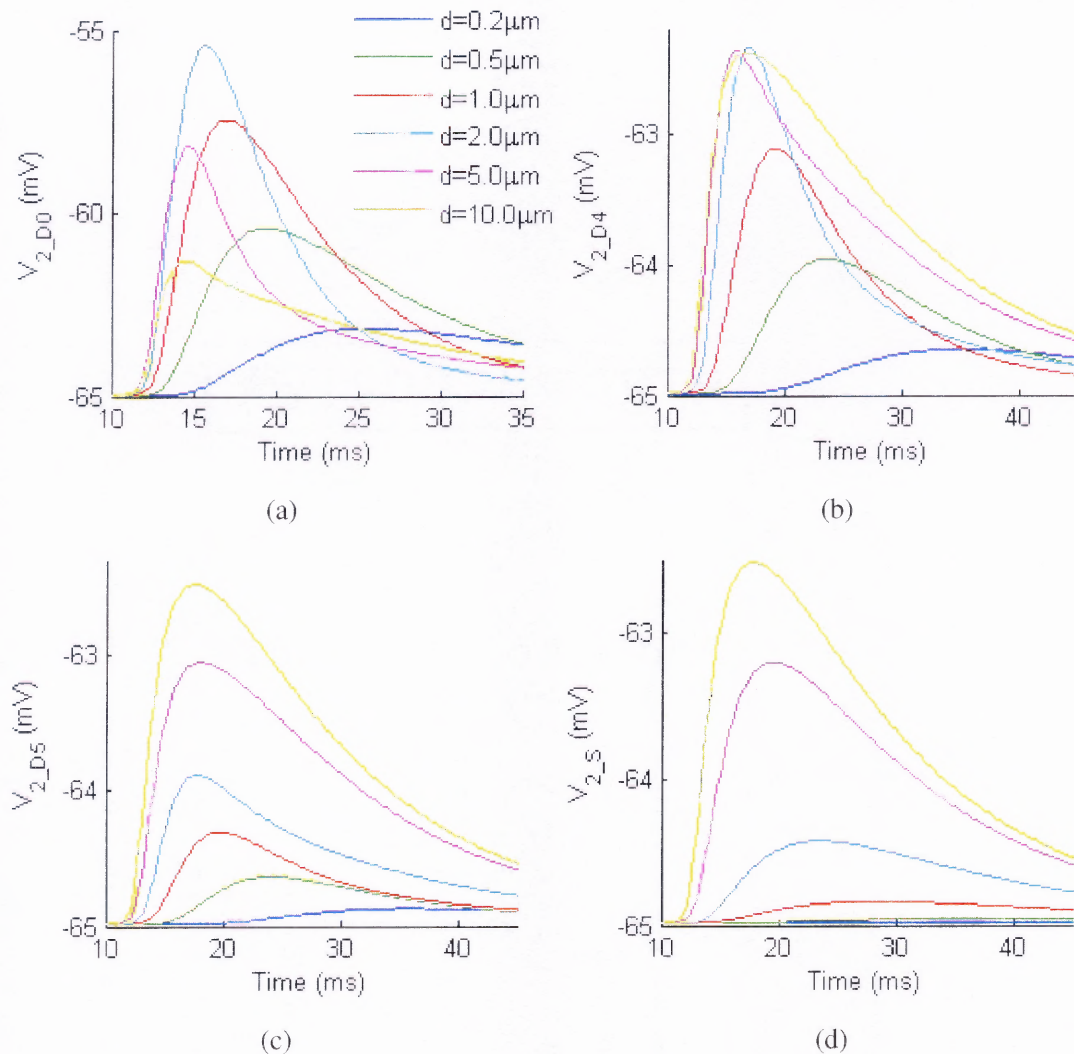 -55
-60
-65
V2_D0 (mV)
10 15 20 25 30 35
Time (ms)
d=0.2μm
d=0.5μm
d=1.0μm
d=2.0μm
d=5.0μm
d=10.0μm
(a)
-63
-64
-65
V2_D4 (mV)
10 20 30 40
Time (ms)
(b)
-63
-64
-65
V2_D5 (mV)
10 20 30 40
Time (ms)
(c)
-63
-64
-65
V2_S (mV)
10 20 30 40
Time (ms)
(d)